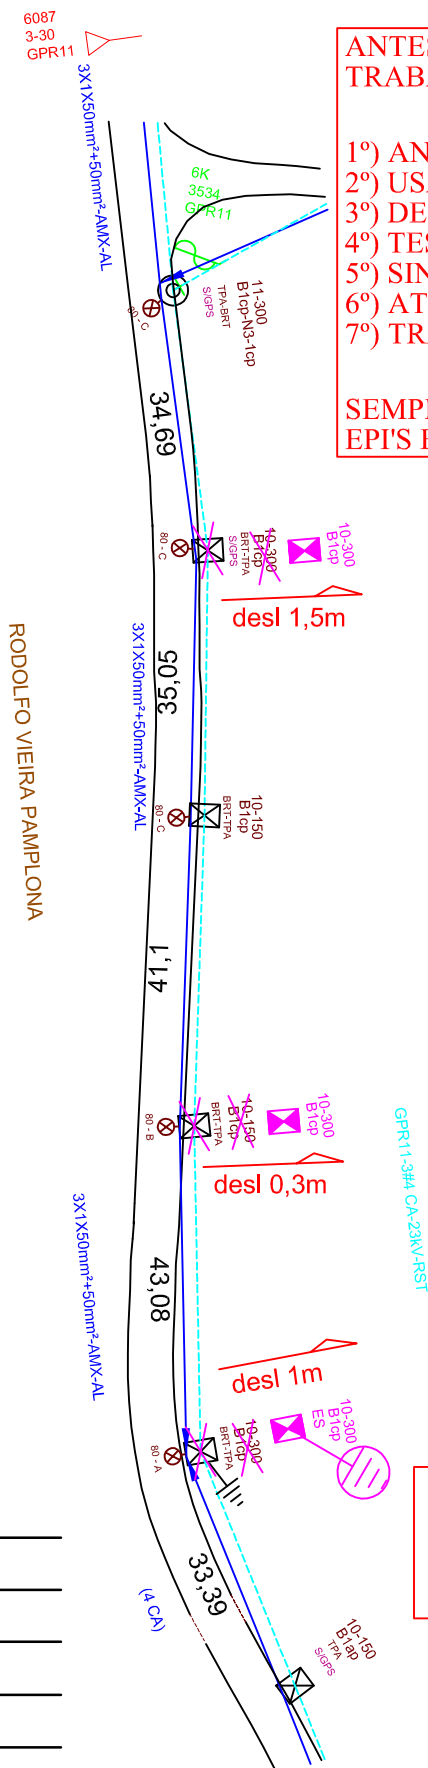 6087
3-30
GPR11
3X1X50mm²+50mm²-AMX-AL
6K
3534
GPR11
11-300
B1cp-N3-1cp
TPA-BRT
S/GPS
80 - C
34,69
10-300
B1cp
BRT-TPA
S/GPS
80 - C
10-300
B1cp
desl 1,5m
35,05
3X1X50mm²+50mm²-AMX-AL
RODOLFO VIEIRA PAMPLONA
10-150
B1cp
BRT-TPA
80 - C
41,1
10-150
B1cp
BRT-TPA
80 - B
10-300
B1cp
desl 0,3m
GPR11-3#4 CA-23kV-RST
3X1X50mm²+50mm²-AMX-AL
43,08
desl 1m
10-300
B1cp
BRT-TPA
80 - A
10-300
B1cp
ES
33,39
(4 CA)
10-150
B1ap
TPA
S/GPS
1º) AN
2º) USA
3º) DE
4º) TES
5º) SIN
6º) AT
7º) TRA
EPI'S E